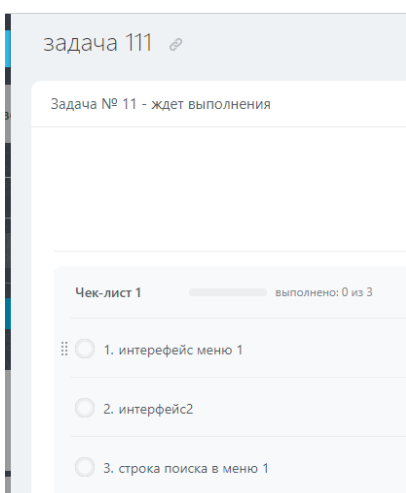 задача 111
Задача № 11 - ждет выполнения
Чек-лист 1 выполнено: 0 из 3
1. интерефейс меню 1
2. интерфейс2
3. строка поиска в меню 1